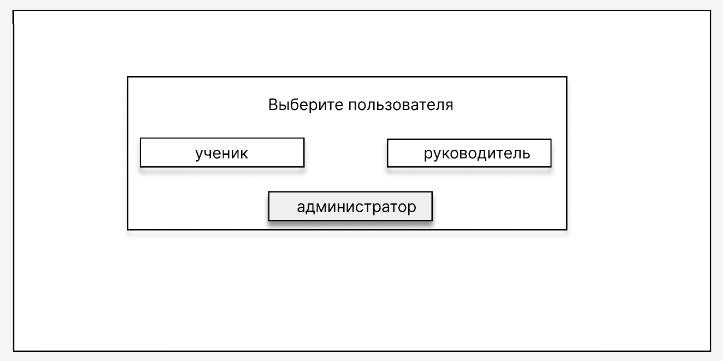 Выберите пользователя
ученик
руководитель
администратор